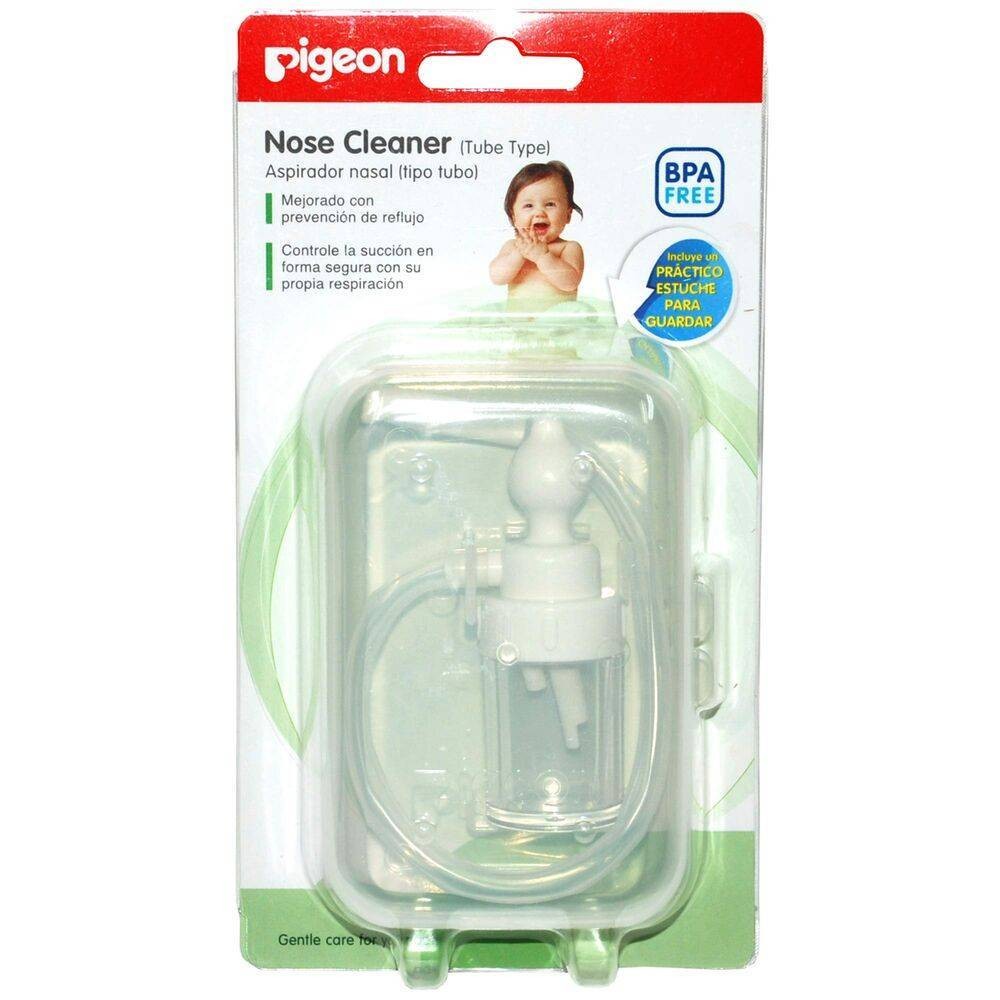 pigeon
Nose Cleaner (Tube Type)
Aspirador nasal (tipo tubo)
Mejorado con
prevención de reflujo
Controle la succión en
forma segura con su
propia respiración
BPA
FREE
Incluye un
PRÁCTICO
ESTUCHE
PARA
GUARDAR
Gentle care for